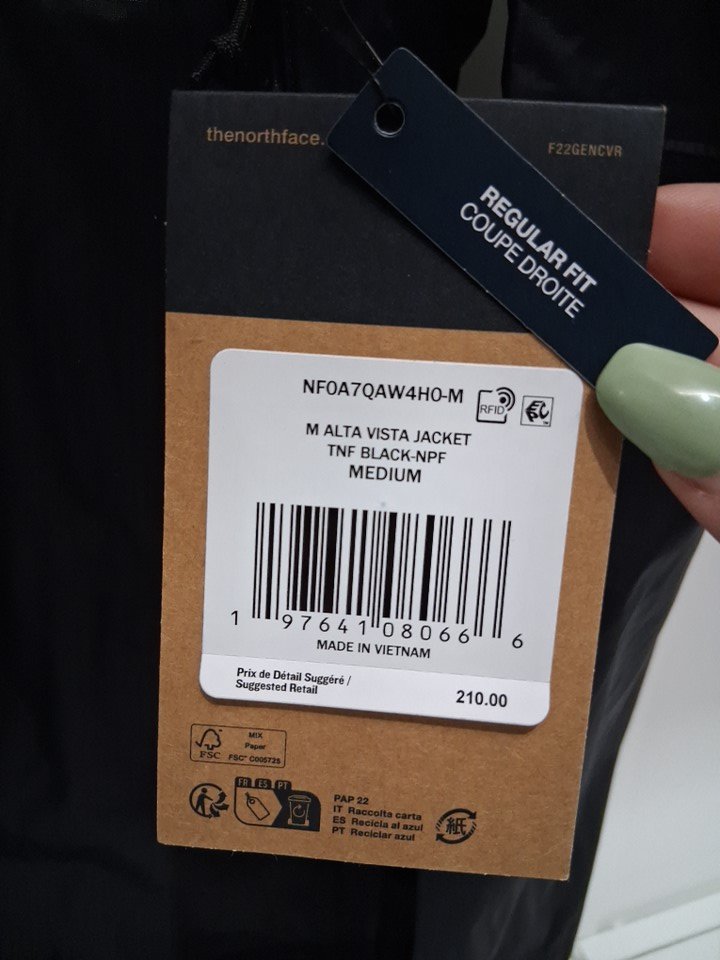 thenorthface.
F22GENCVR
REGULAR FIT
COUPE DROITE
NF0A7QAW4H0-M
RFID
EPC
M ALTA VISTA JACKET
TNF BLACK-NPF
MEDIUM
1 97641 08066 6
MADE IN VIETNAM
Prix de Détail Suggéré /
Suggested Retail
210.00
FSC
MIX
Paper
FSC® C005725
FR ES PT
PAP 22
IT Raccolta carta
ES Recicla al azul
PT Reciclar azul
紙